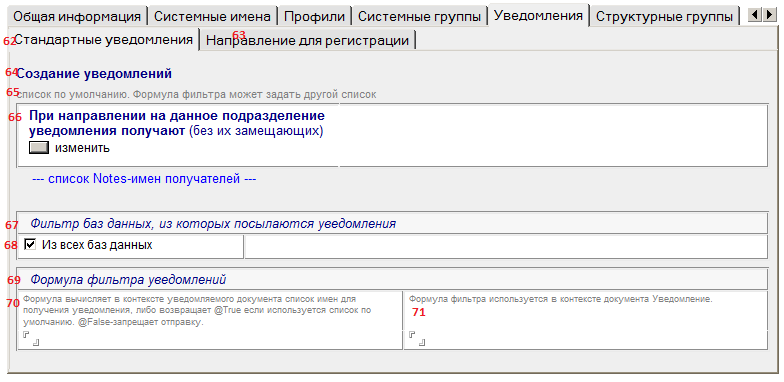 Общая информация Системные имена Профили Системные группы Уведомления Структурные группы
62 Стандартные уведомления 63 Направление для регистрации
64 Создание уведомлений
65 список по умолчанию. Формула фильтра может задать другой список
66 При направлении на данное подразделение
уведомления получают (без их замещающих)
изменить
--- список Notes-имен получателей ---
67 Фильтр баз данных, из которых посылаются уведомления
68 Из всех баз данных
69 Формула фильтра уведомлений
70 Формула вычисляет в контексте уведомляемого документа список имен для
получения уведомления, либо возвращает @True если используется список по
умолчанию. @False-запрещает отправку.
Формула фильтра используется в контексте документа Уведомление.
71